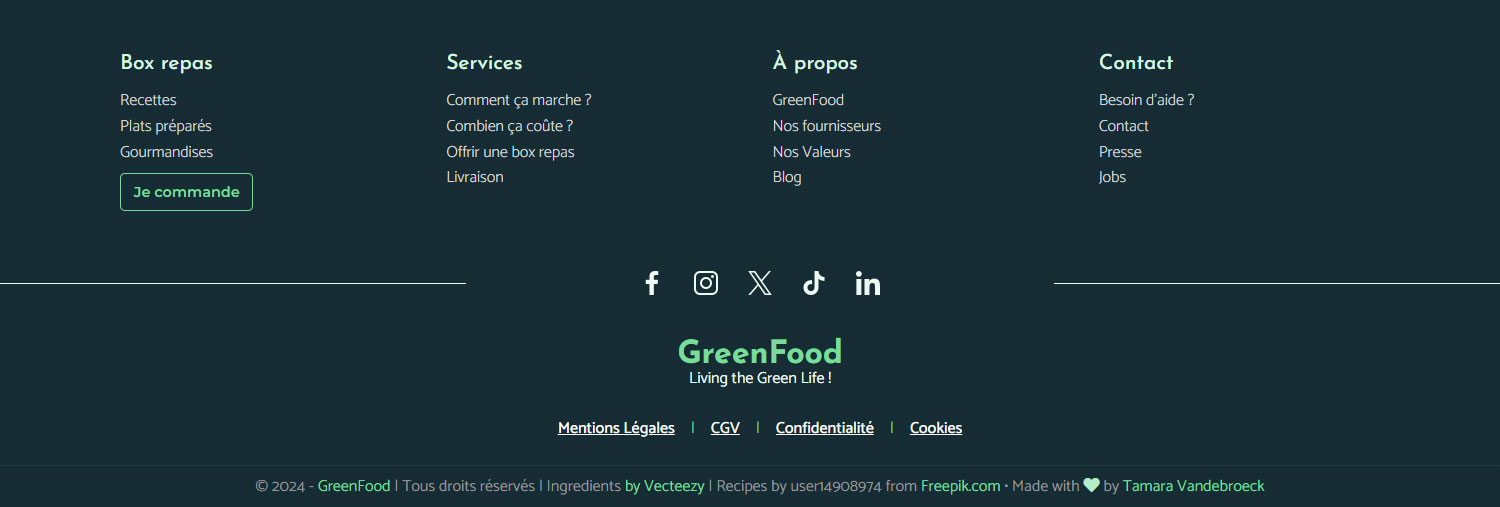 Box repas
Recettes
Plats préparés
Gourmandises
Je commande
Services
Comment ça marche ?
Combien ça coûte ?
Offrir une box repas
Livraison
À propos
GreenFood
Nos fournisseurs
Nos Valeurs
Blog
Contact
Besoin d'aide ?
Contact
Presse
Jobs
GreenFood
Living the Green Life !
Mentions Légales | CGV | Confidentialité | Cookies
© 2024 - GreenFood | Tous droits réservés | Ingredients by Vecteezy | Recipes by user14908974 from Freepik.com • Made with by Tamara Vandebroeck